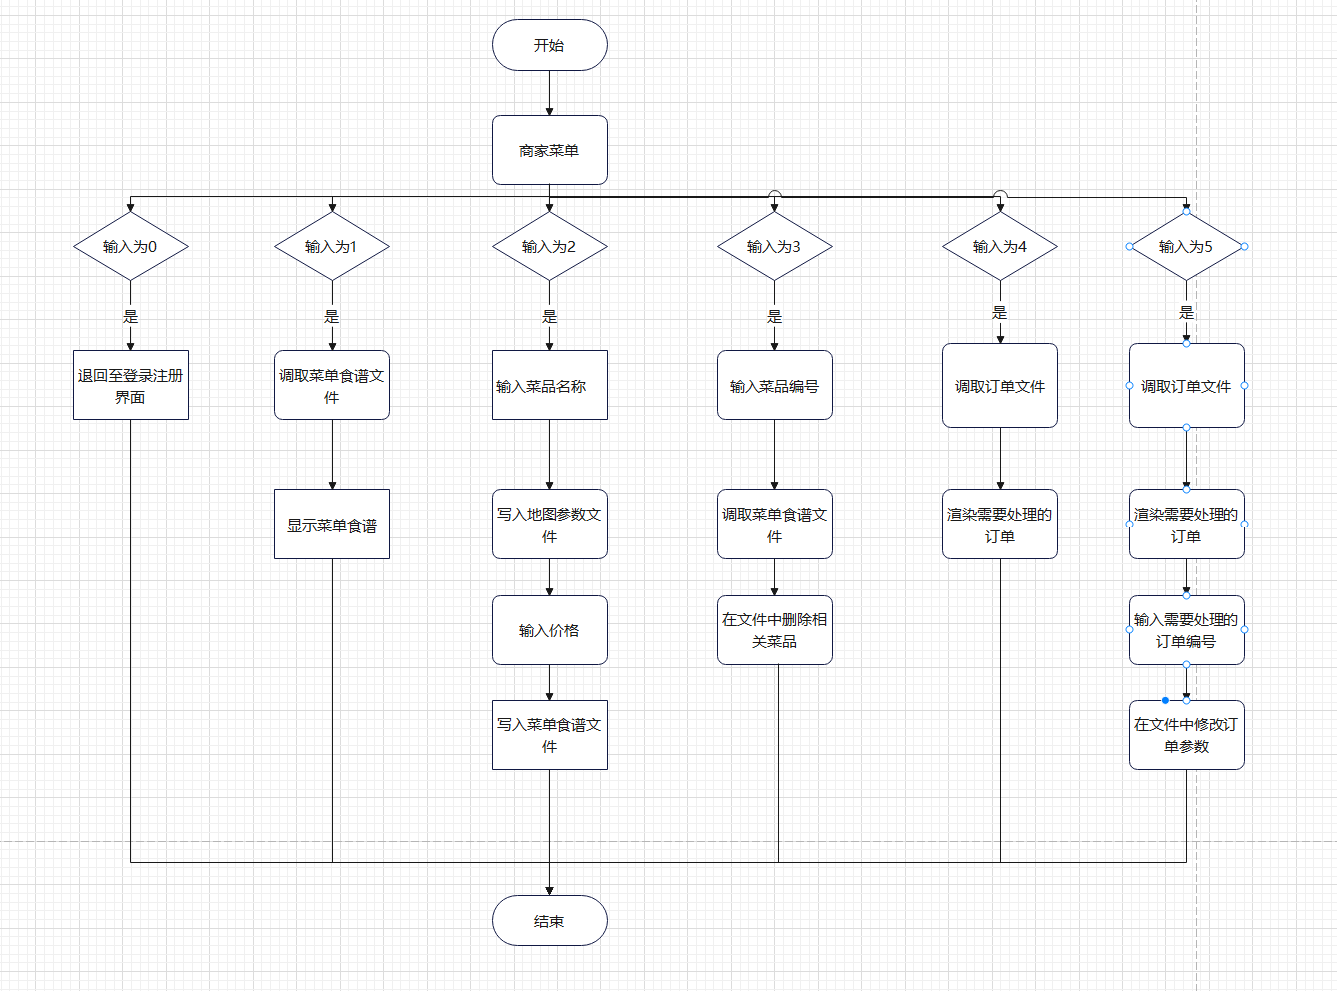 开始
商家菜单
输入为0
输入为1
输入为2
输入为3
输入为4
输入为5
是
是
是
是
是
是
退回至登录注册
界面
调取菜单食谱文
件
输入菜品名称
输入菜品编号
调取订单文件
调取订单文件
显示菜单食谱
写入地图参数文
件
调取菜单食谱文
件
渲染需要处理的
订单
渲染需要处理的
订单
输入价格
在文件中删除相
关菜品
输入需要处理的
订单编号
写入菜单食谱文
件
在文件中修改订
单参数
结束